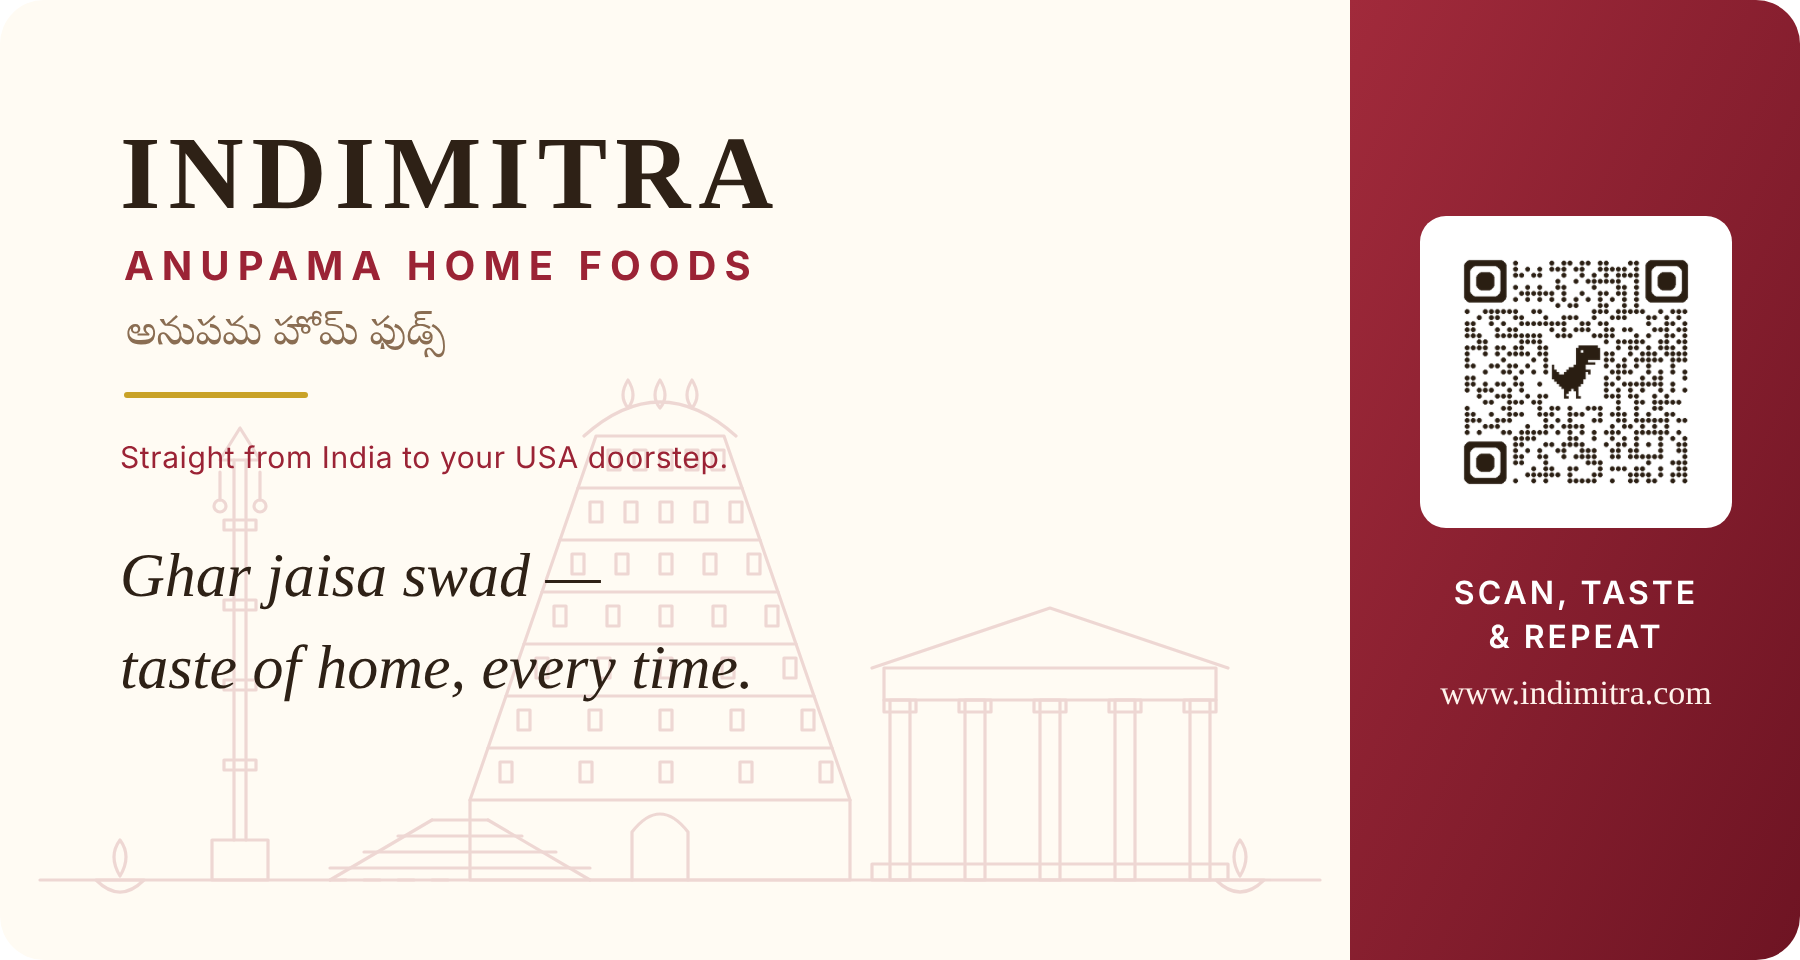 INDIMITRA
ANUPAMA HOME FOODS
అనుపమ హోమ్ ఫుడ్స్
Straight from India to your USA doorstep.
Ghar jaisa swad —
taste of home, every time.
SCAN, TASTE
& REPEAT
www.indimitra.com